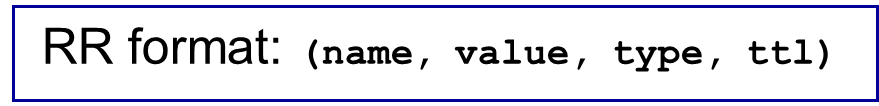 RR format: (name, value, type, ttl)